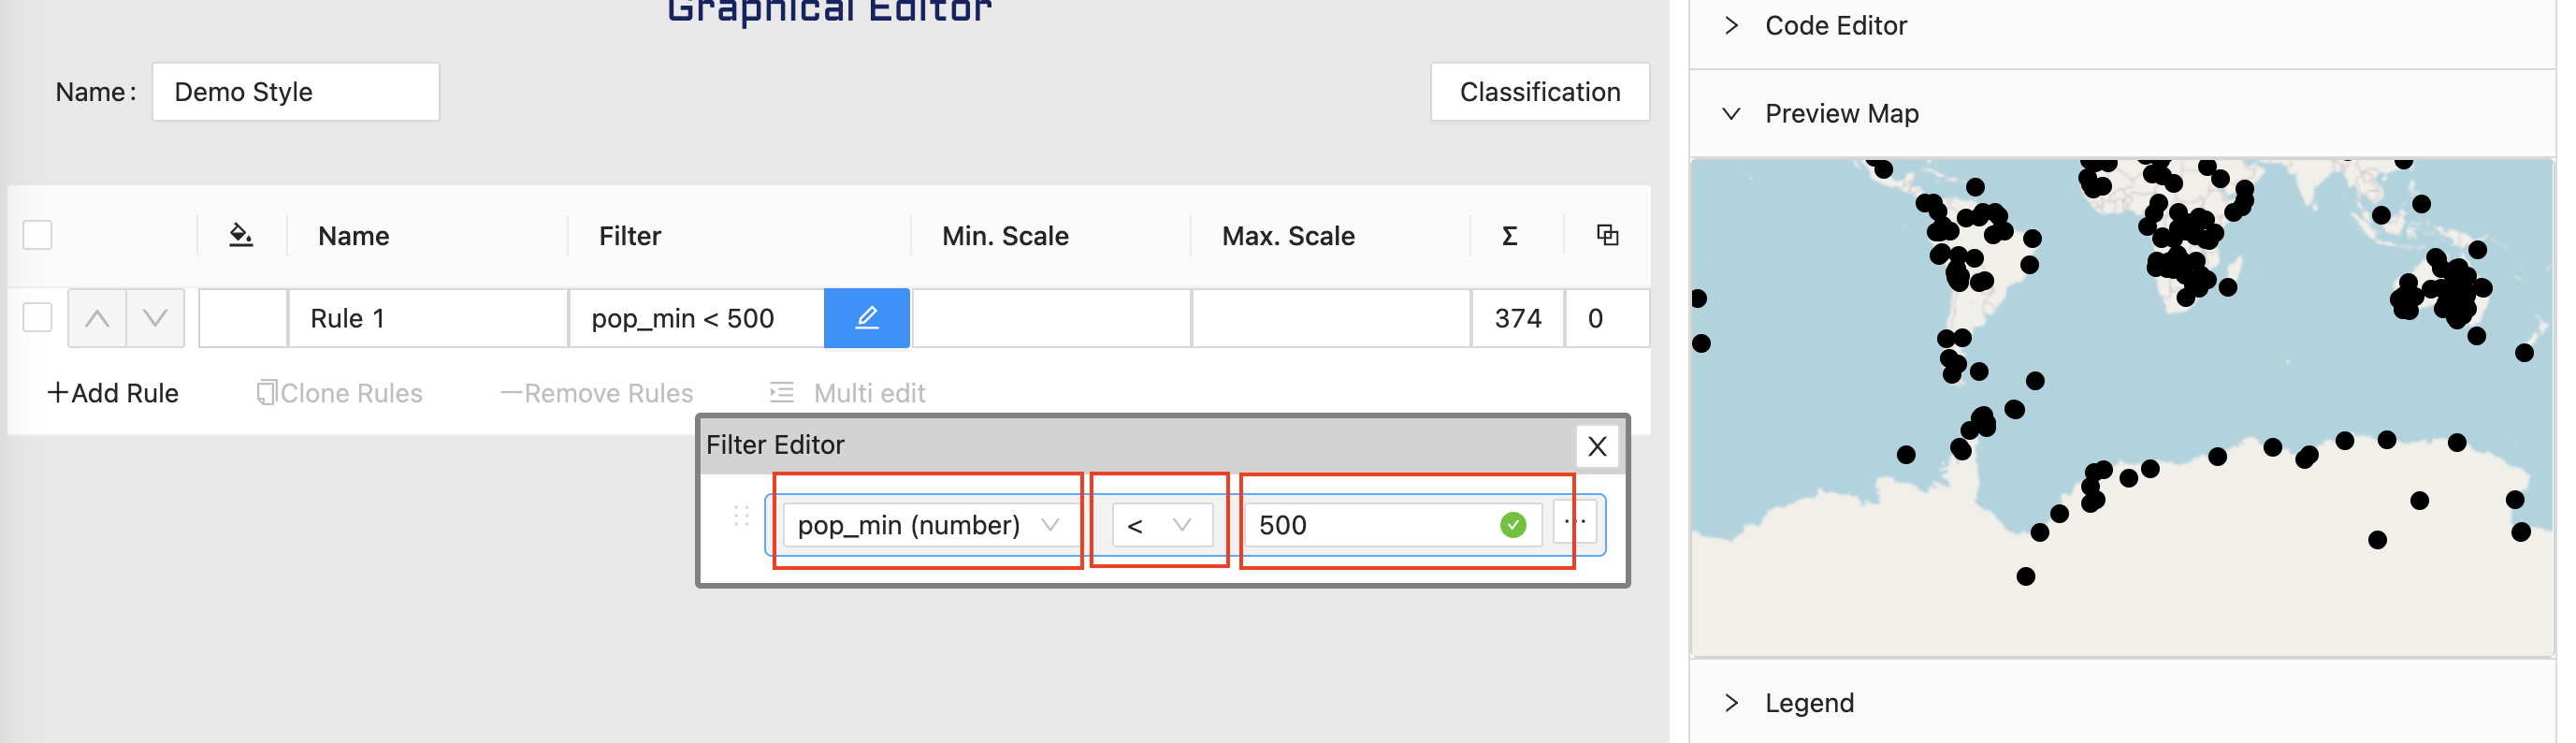 Graphical Editor
Name: Demo Style
Classification
Name Filter Min. Scale Max. Scale Σ
Rule 1 pop_min < 500 374 0
+Add Rule Clone Rules —Remove Rules Multi edit
Filter Editor X
pop_min (number) < 500 ...
Code Editor
Preview Map
Legend